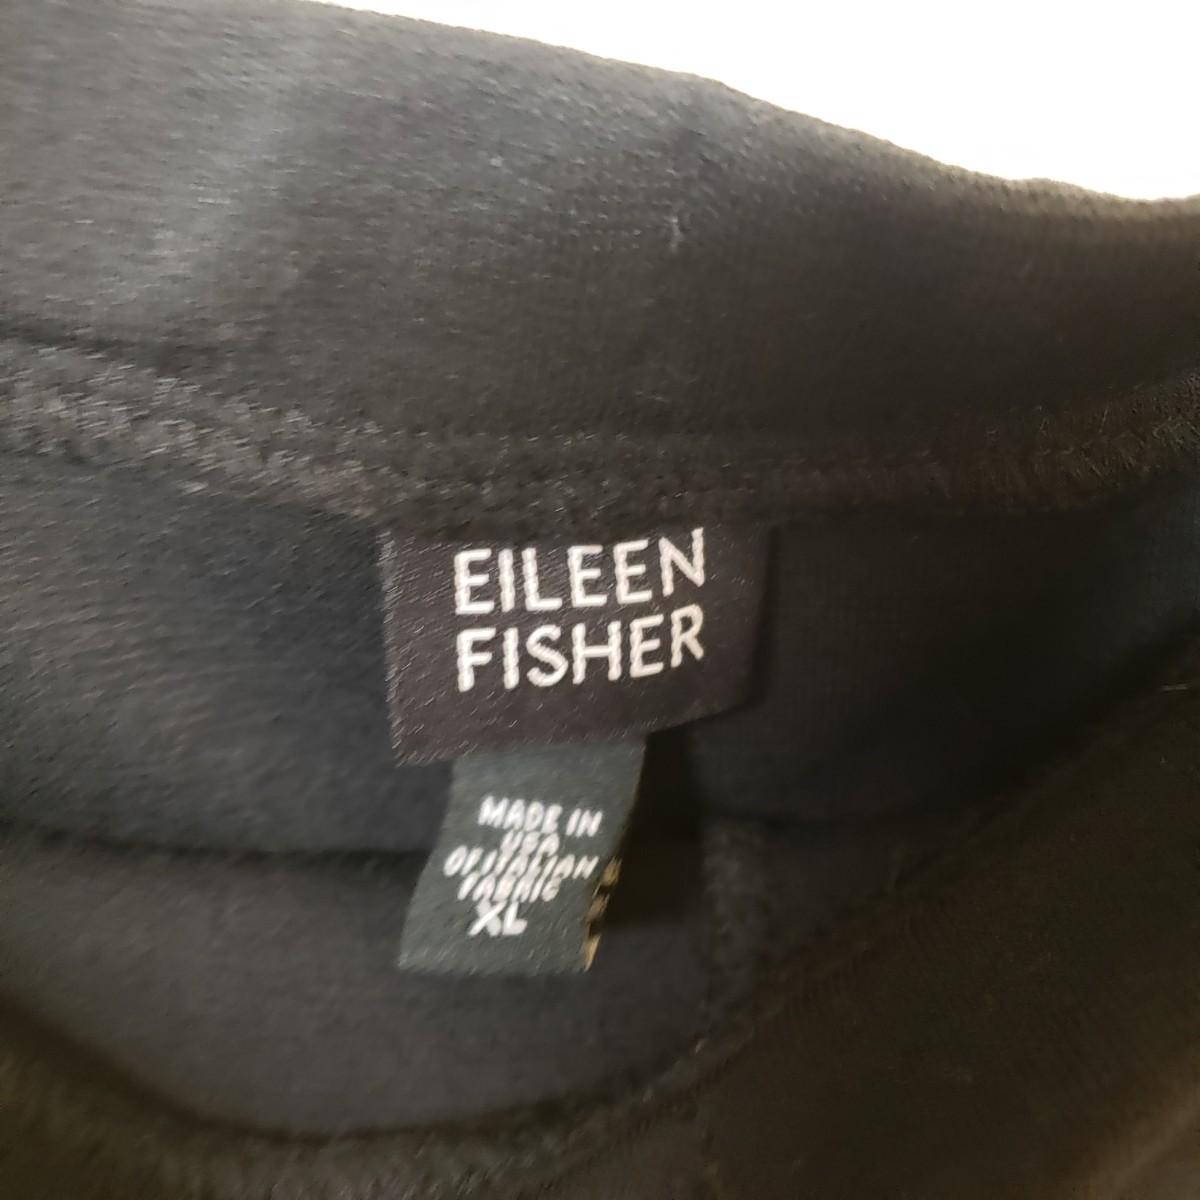 EILEEN
FISHER
MADE IN
USA
OF ITALIAN
FABRIC
XL